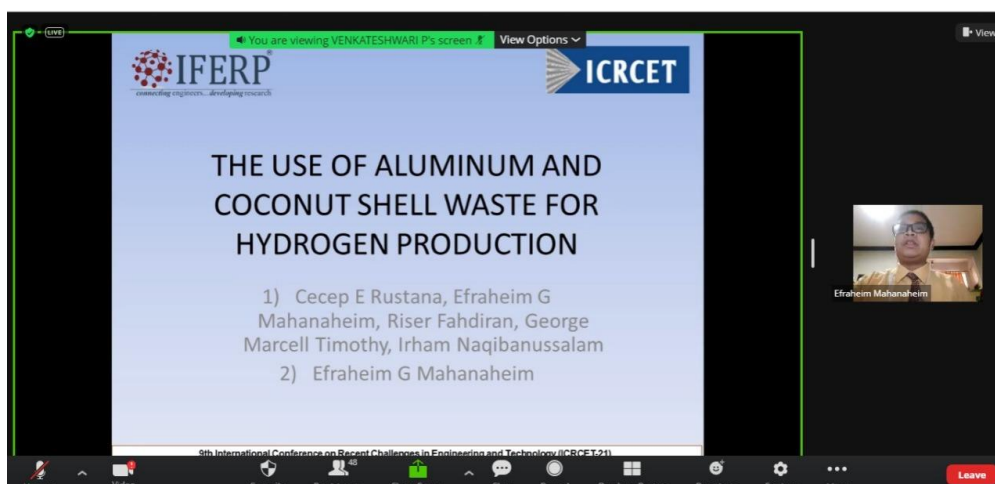 LIVE
You are viewing VENKATESHWARI P's screen
View Options
View
IFERP
connecting engineers... developing research
ICRCET
THE USE OF ALUMINUM AND
COCONUT SHELL WASTE FOR
HYDROGEN PRODUCTION
1) Cecep E Rustana, Efraheim G
Mahanaheim, Riser Fahdiran, George
Marcell Timothy, Irham Naqibanussalam
2) Efraheim G Mahanaheim
Efraheim Mahanaheim
9th International Conference on Recent Challenges in Engineering and Technology (ICRCET-21)
48
Leave